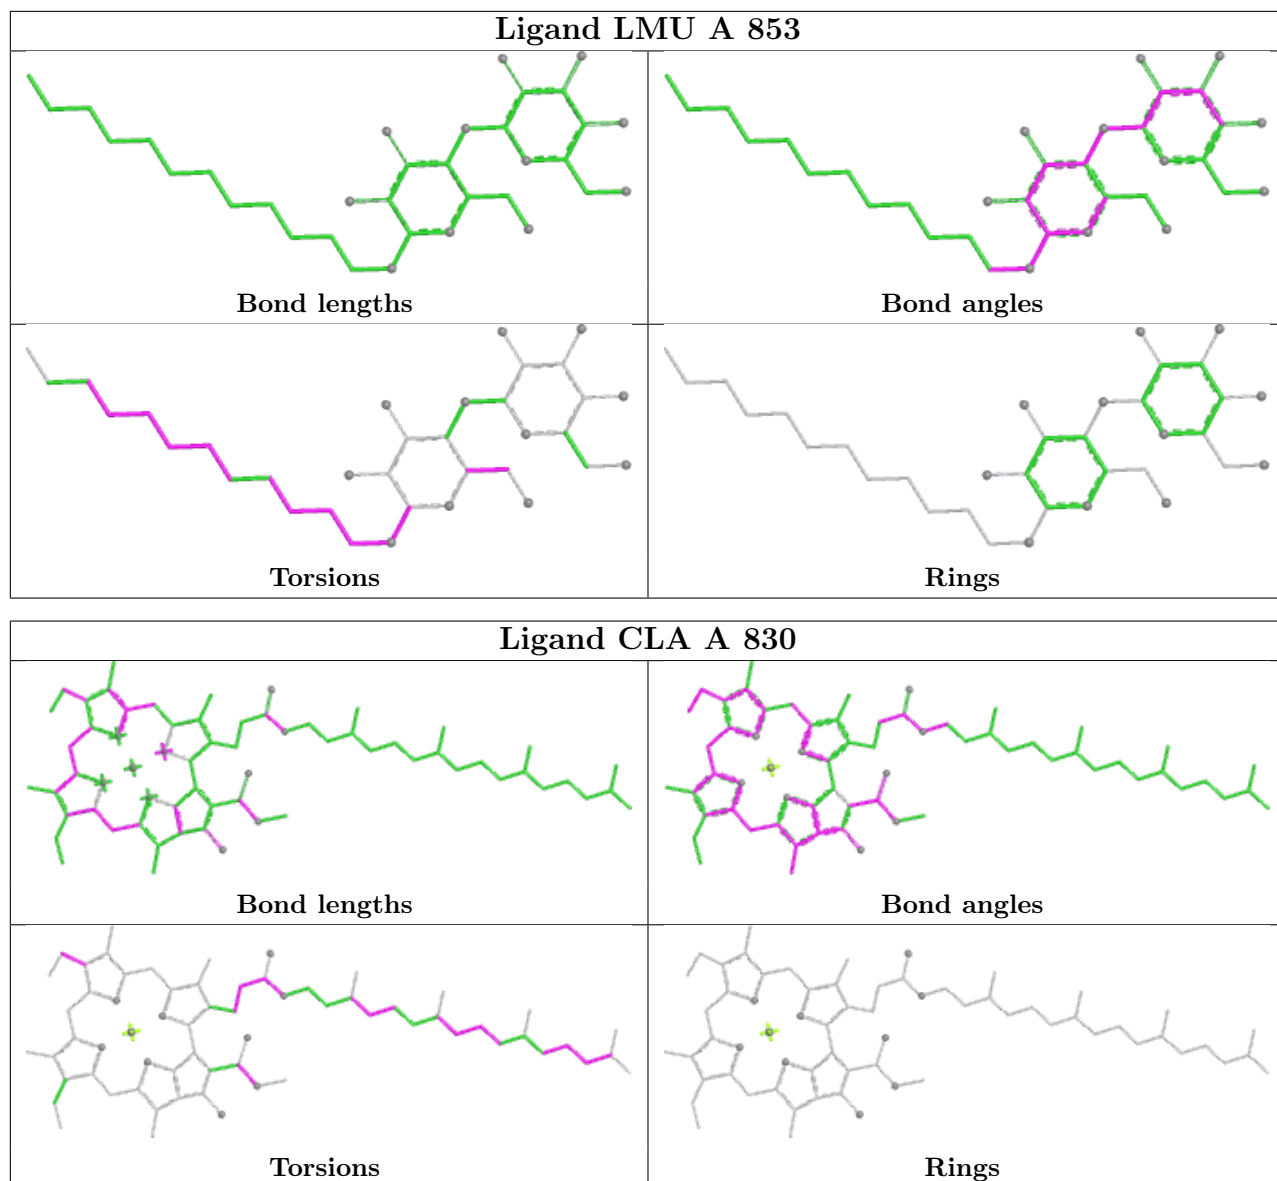 Ligand LMU A 853
Bond lengths
Bond angles
Torsions
Rings
Ligand CLA A 830
Bond lengths
Bond angles
Torsions
Rings